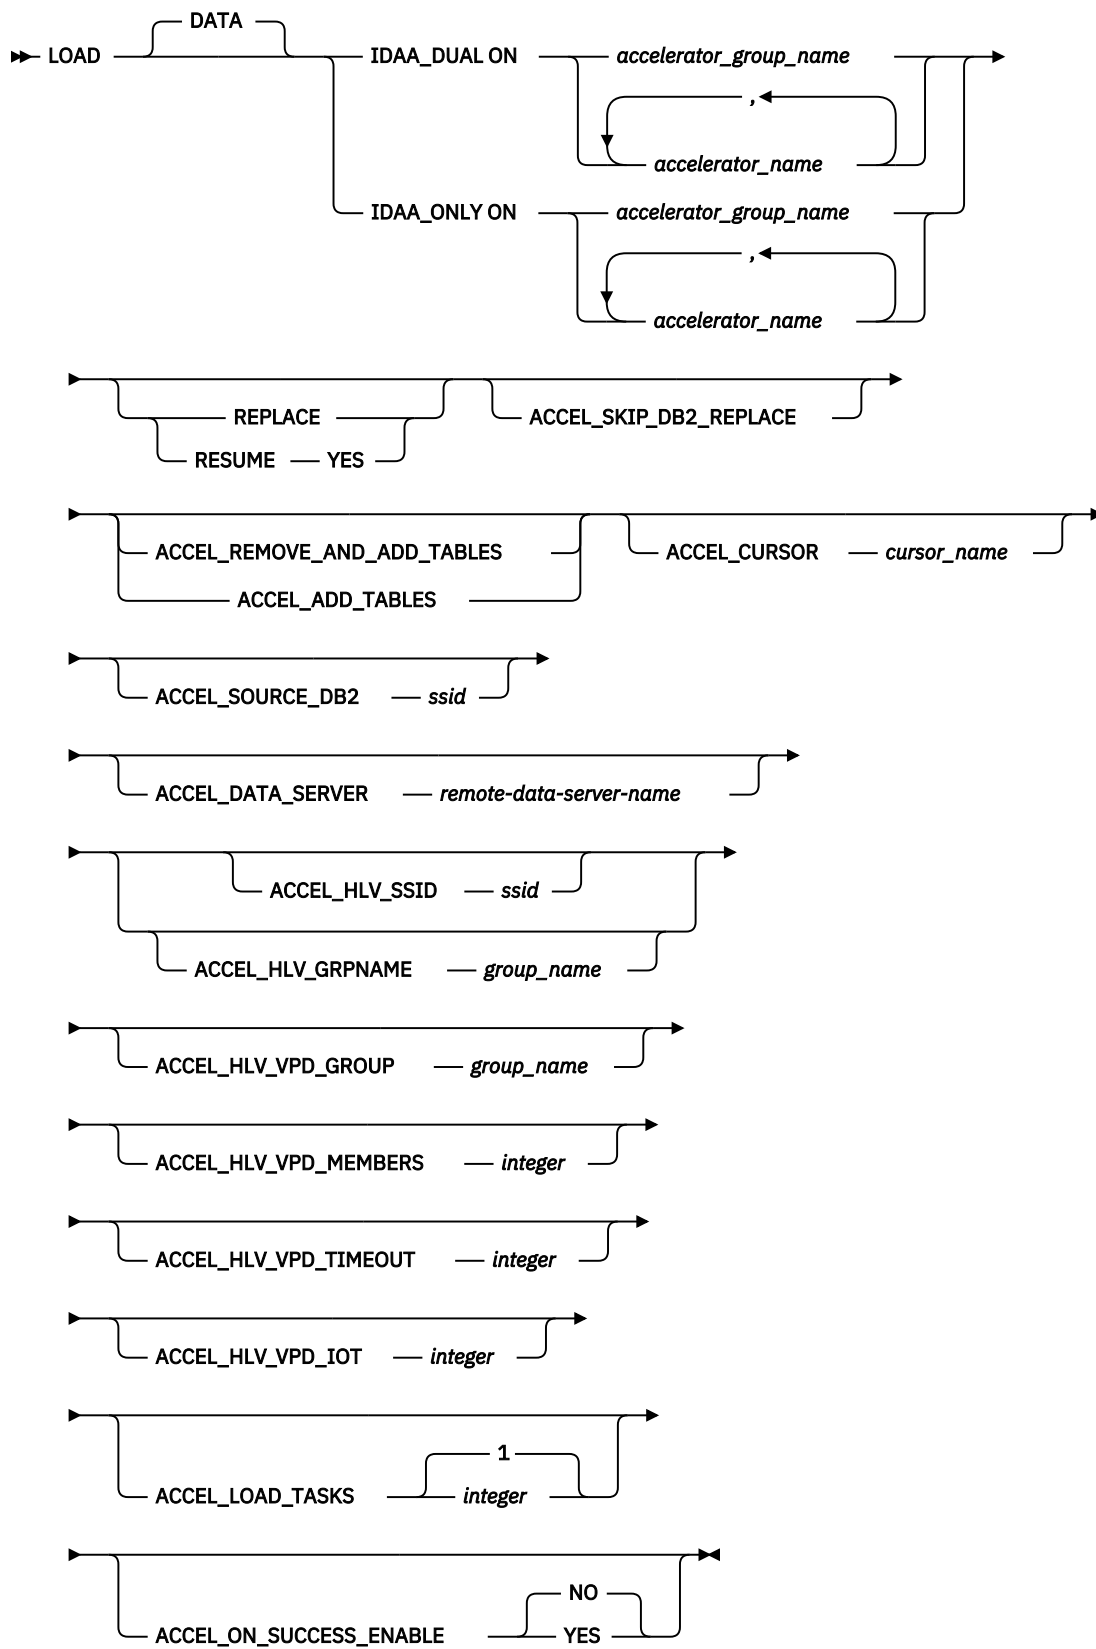 DATA
LOAD IDAA_DUAL ON accelerator_group_name
,
accelerator_name
IDAA_ONLY ON accelerator_group_name
,
accelerator_name
REPLACE ACCEL_SKIP_DB2_REPLACE
RESUME YES
ACCEL_REMOVE_AND_ADD_TABLES ACCEL_CURSOR cursor_name
ACCEL_ADD_TABLES
ACCEL_SOURCE_DB2 ssid
ACCEL_DATA_SERVER remote-data-server-name
ACCEL_HLV_SSID ssid
ACCEL_HLV_GRPNAME group_name
ACCEL_HLV_VPD_GROUP group_name
ACCEL_HLV_VPD_MEMBERS integer
ACCEL_HLV_VPD_TIMEOUT integer
ACCEL_HLV_VPD_IOT integer
1
ACCEL_LOAD_TASKS integer
NO
ACCEL_ON_SUCCESS_ENABLE YES